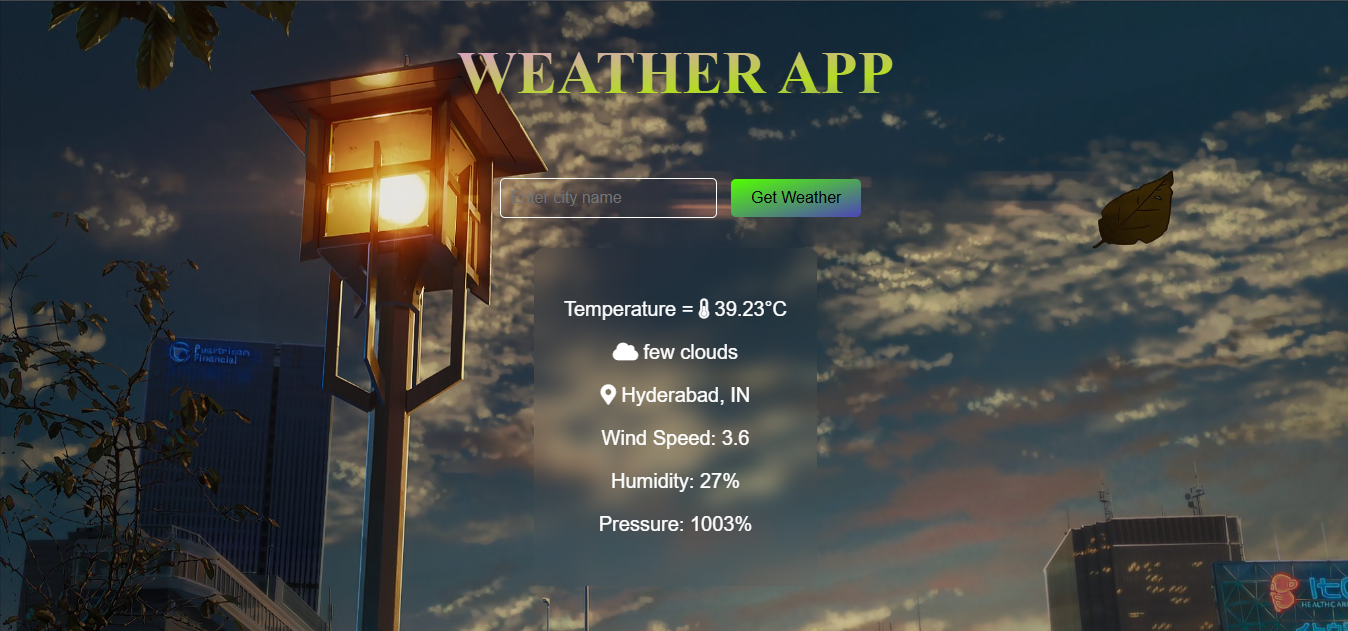 WEATHER APP
Enter city name
Get Weather
Temperature = 39.23°C
few clouds
Financial
Hyderabad, IN
Wind Speed: 3.6
Humidity: 27%
Pressure: 1003%